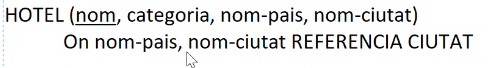 HOTEL (nom, categoria, nom-pais, nom-ciutat)
On nom-pais, nom-ciutat REFERENCIA CIUTAT